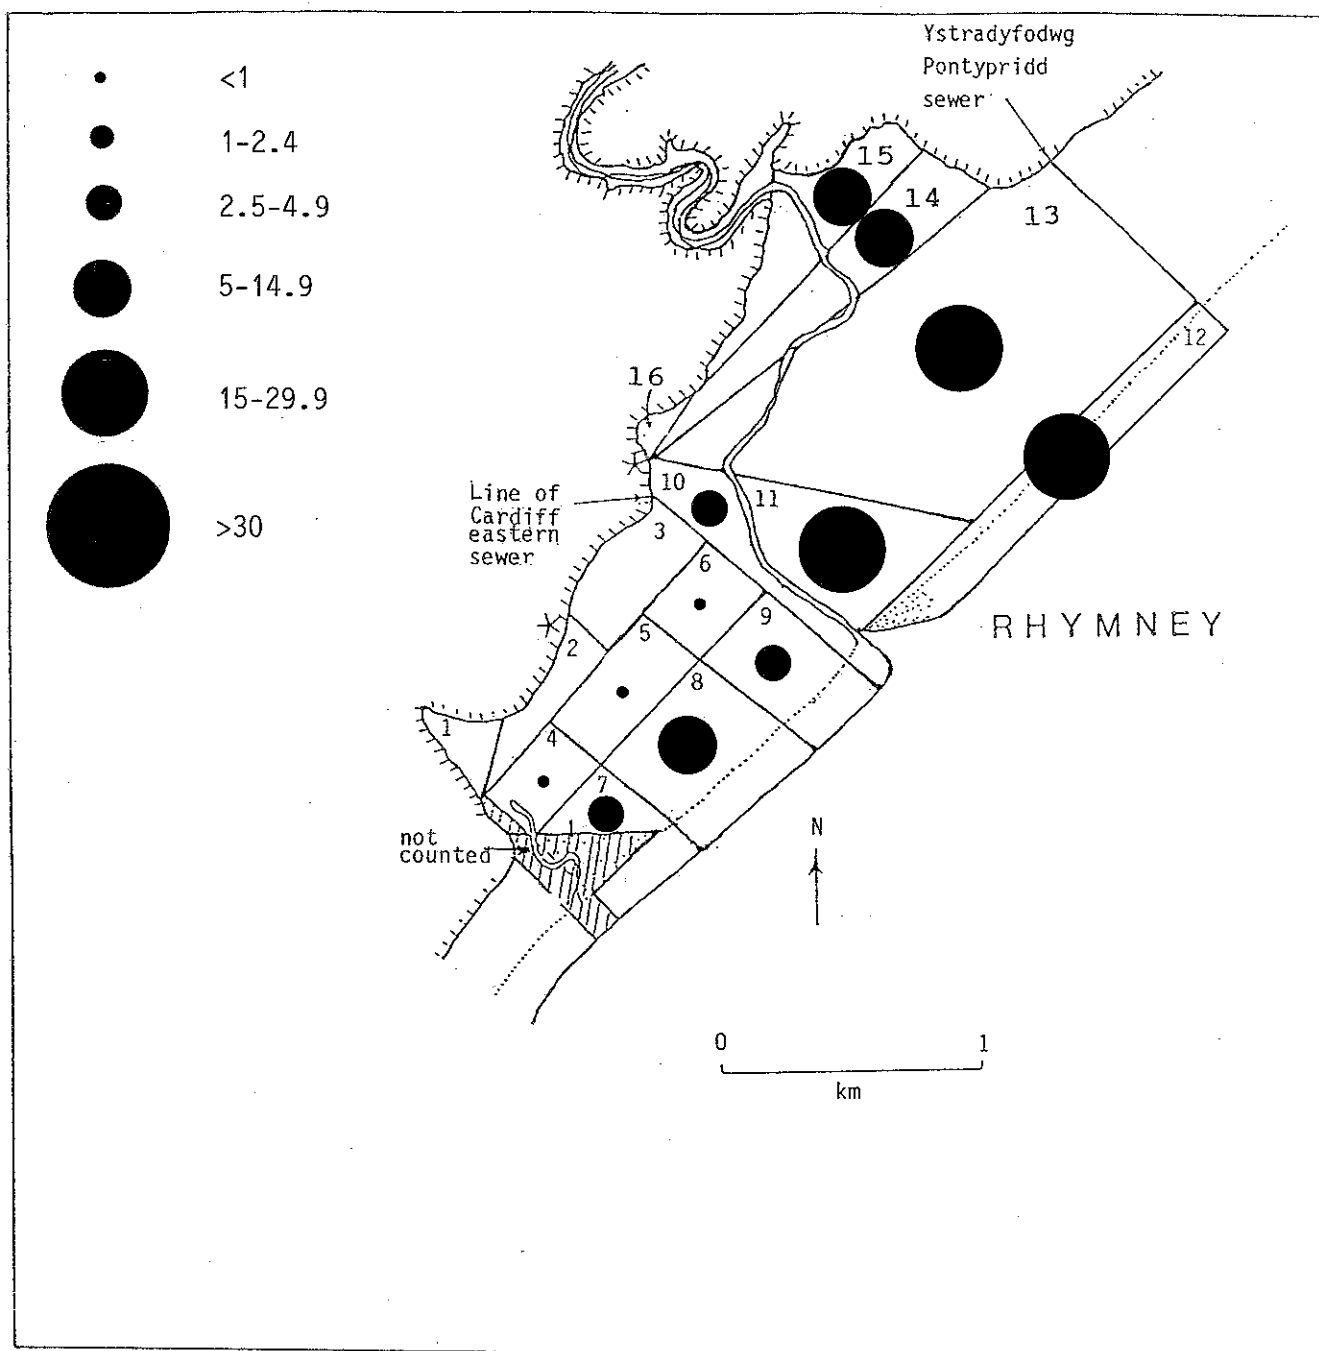 <1
1-2.4
2.5-4.9
5-14.9
15-29.9
>30
Ystradyfodwg
Pontypridd
sewer
15
14
13
12
16
10
11
Line of
Cardiff
eastern
sewer
3
6
9
5
2
8
RHYMNEY
1
4
7
not
counted
N
0
1
km